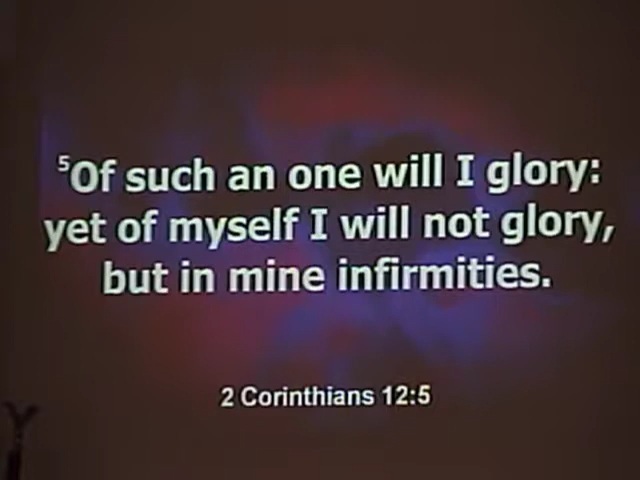 ⁵Of such an one will I glory:
yet of myself I will not glory,
but in mine infirmities.
2 Corinthians 12:5